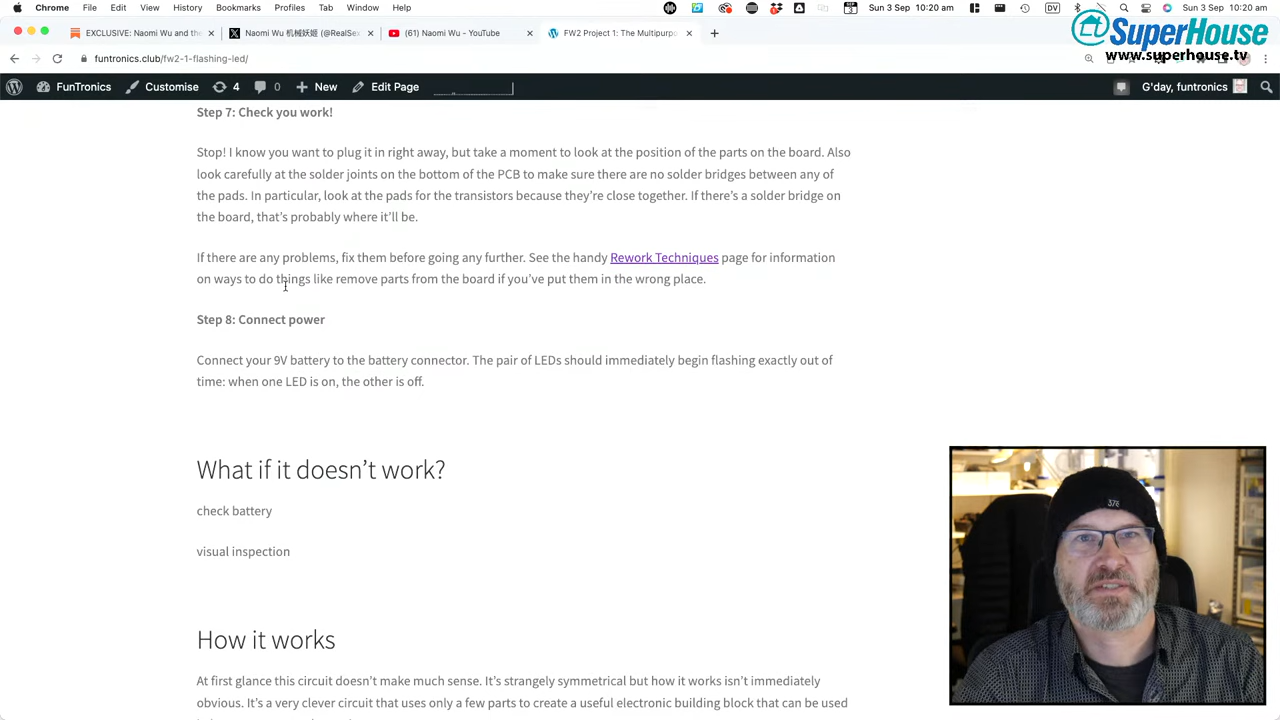 Chrome File Edit View History Bookmarks Profiles Tab Window Help
SEP 3 Sun 3 Sep 10:20 am DV Sun 3 Sep 10:20 am
EXCLUSIVE: Naomi Wu and the Naomi Wu 机械妖姬 (@RealSex (61) Naomi Wu - YouTube FW2 Project 1: The Multipurpo
SuperHouse
www.superhouse.tv
funtronics.club/fw2-1-flashing-led/
FunTronics Customise 4 0 New Edit Page G'day, funtronics
Step 7: Check you work!
Stop! I know you want to plug it in right away, but take a moment to look at the position of the parts on the board. Also
look carefully at the solder joints on the bottom of the PCB to make sure there are no solder bridges between any of
the pads. In particular, look at the pads for the transistors because they're close together. If there's a solder bridge on
the board, that's probably where it'll be.
If there are any problems, fix them before going any further. See the handy Rework Techniques page for information
on ways to do things like remove parts from the board if you've put them in the wrong place.
Step 8: Connect power
Connect your 9V battery to the battery connector. The pair of LEDs should immediately begin flashing exactly out of
time: when one LED is on, the other is off.
What if it doesn't work?
check battery
visual inspection
How it works
At first glance this circuit doesn't make much sense. It's strangely symmetrical but how it works isn't immediately
obvious. It's a very clever circuit that uses only a few parts to create a useful electronic building block that can be used